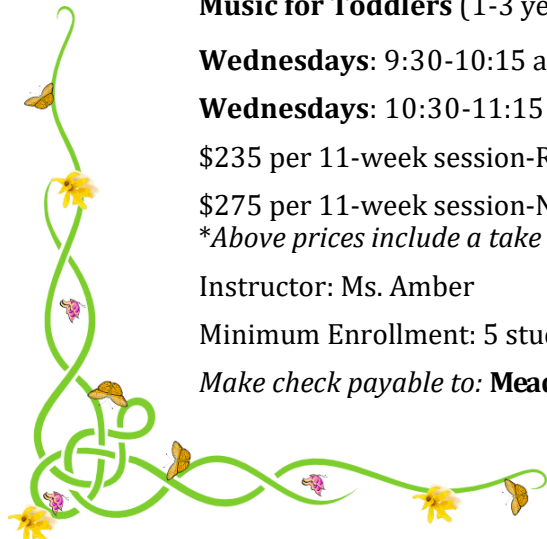 Music for Toddlers (1-3 ye
Wednesdays: 9:30-10:15 a
Wednesdays: 10:30-11:15
$235 per 11-week session-R
$275 per 11-week session-N
*Above prices include a take
Instructor: Ms. Amber
Minimum Enrollment: 5 stu
Make check payable to: Mead